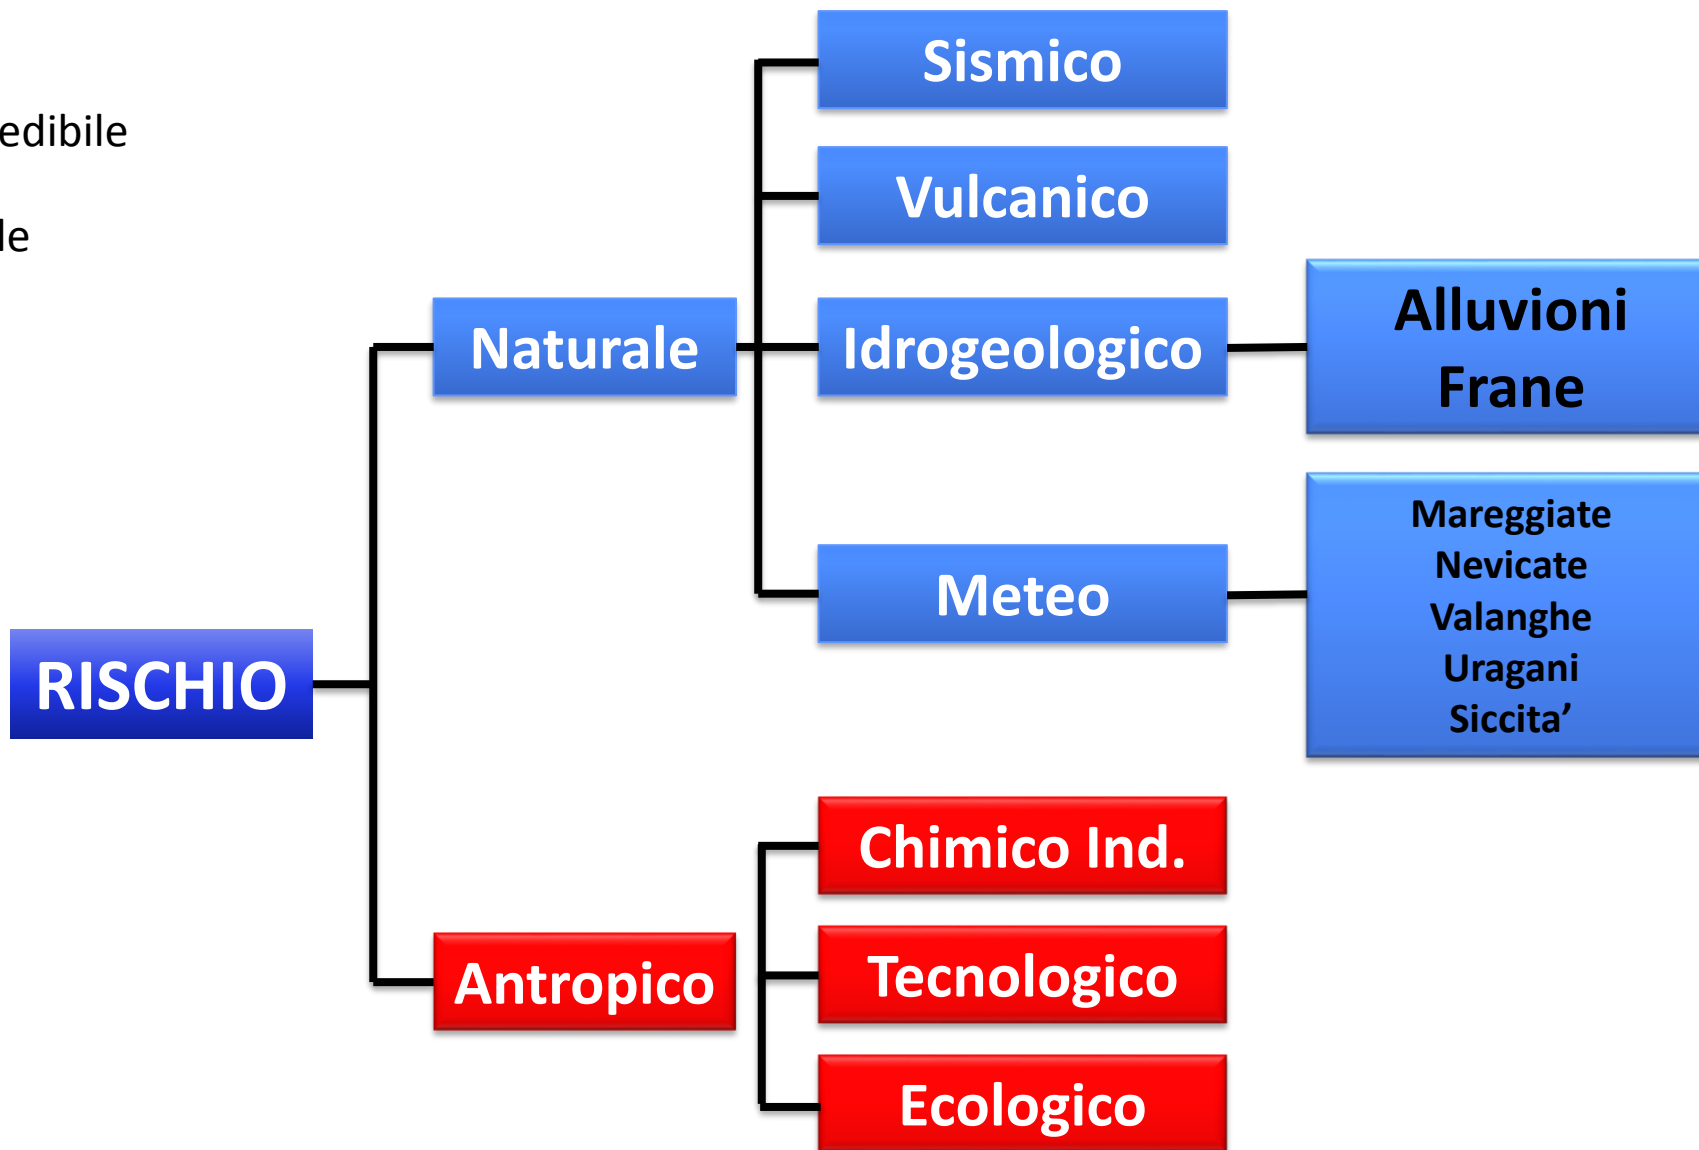 edibile
le
RISCHIO
Naturale
Sismico
Vulcanico
Idrogeologico
Alluvioni
Frane
Meteo
Mareggiate
Nevicate
Valanghe
Uragani
Siccita’
Antropico
Chimico Ind.
Tecnologico
Ecologico